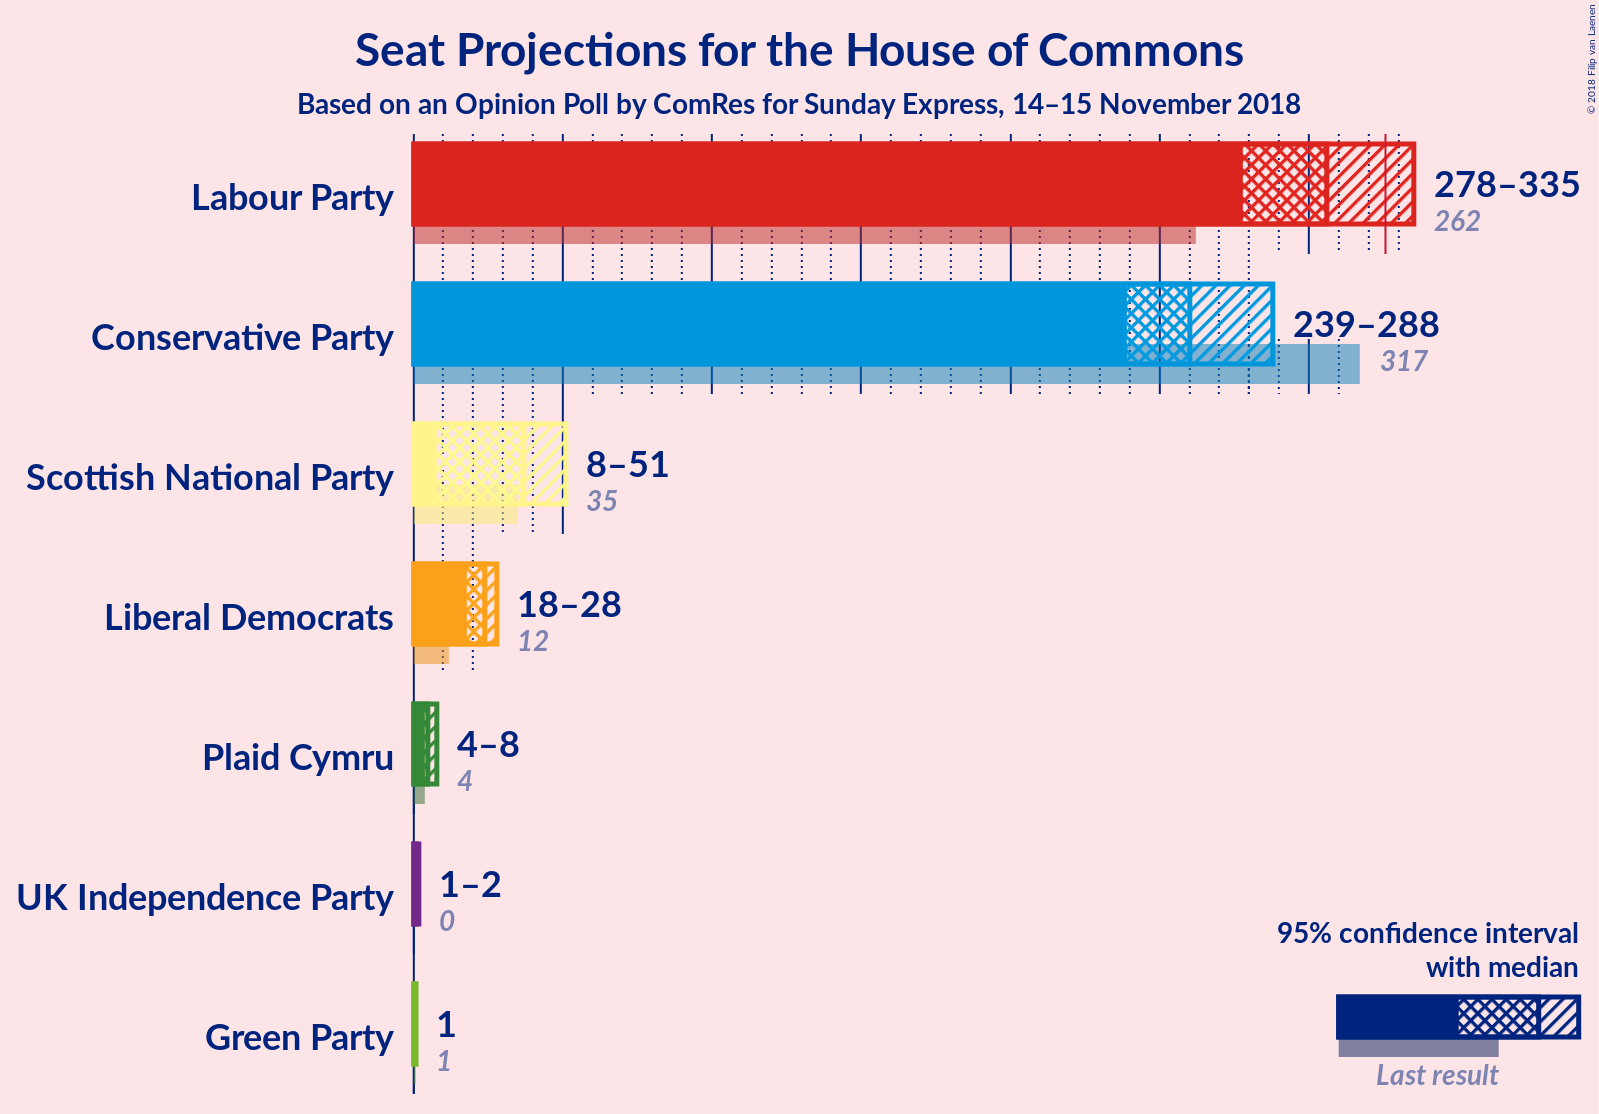 Seat Projections for the House of Commons
Based on an Opinion Poll by ComRes for Sunday Express, 14–15 November 2018
© 2018 Filip van Laenen
Labour Party
278–335
262
Conservative Party
239–288
317
Scottish National Party
8–51
35
Liberal Democrats
18–28
12
Plaid Cymru
4–8
4
UK Independence Party
1–2
0
Green Party
1
1
95% confidence interval
with median
Last result